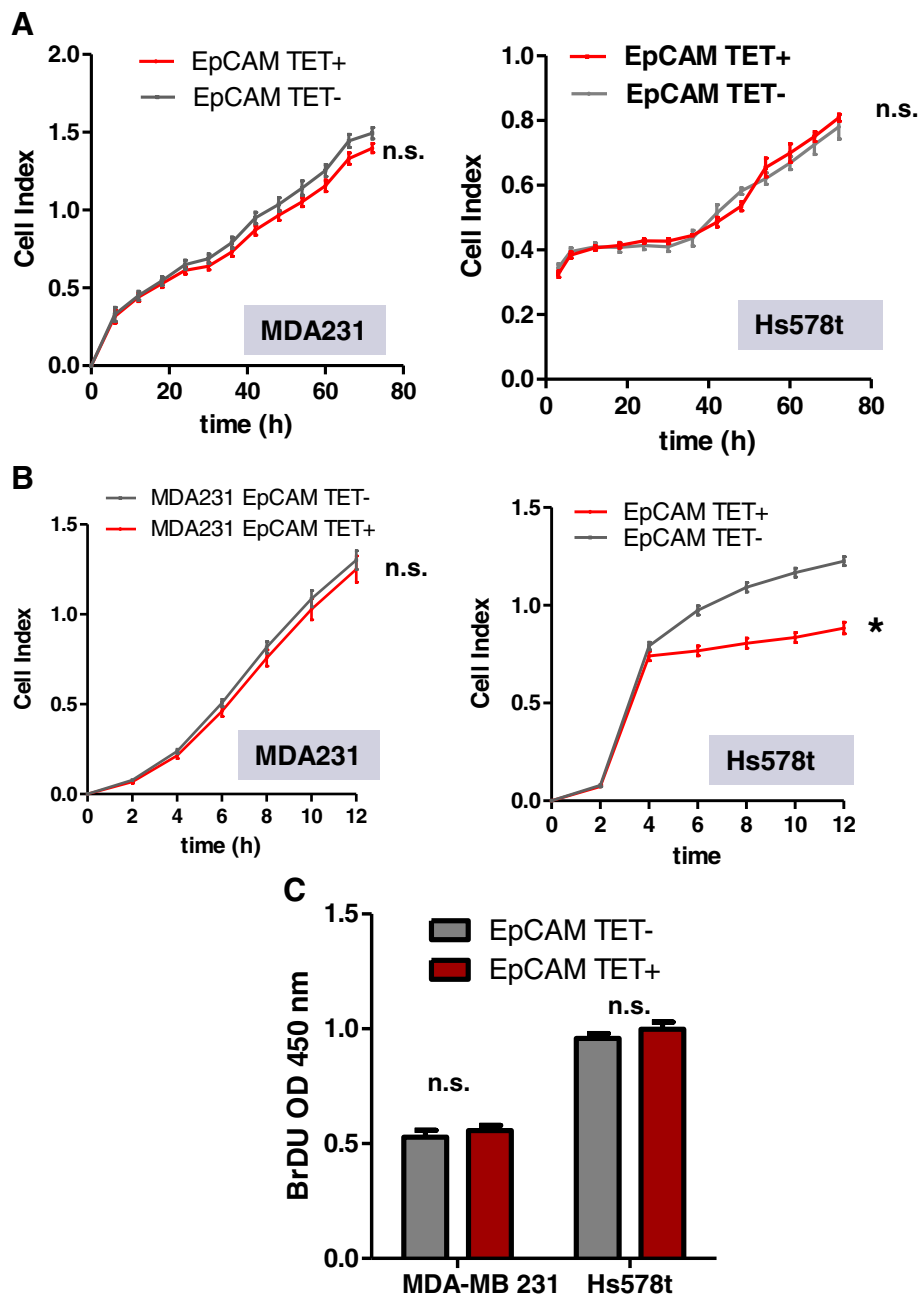 A
EpCAM TET+
EpCAM TET-
Cell Index
2.0
1.5
1.0
0.5
0.0
n.s.
MDA231
0 20 40 60 80
time (h)
EpCAM TET+
EpCAM TET-
Cell Index
1.0
0.8
0.6
0.4
0.2
0.0
n.s.
Hs578t
0 20 40 60 80
time (h)
B
MDA231 EpCAM TET-
MDA231 EpCAM TET+
Cell Index
1.5
1.0
0.5
0.0
n.s.
MDA231
0 2 4 6 8 10 12
time (h)
EpCAM TET+
EpCAM TET-
Cell Index
1.5
1.0
0.5
0.0
*
Hs578t
0 2 4 6 8 10 12
time
C
EpCAM TET-
EpCAM TET+
BrDU OD 450 nm
1.5
1.0
0.5
0.0
n.s.
n.s.
MDA-MB 231 Hs578t